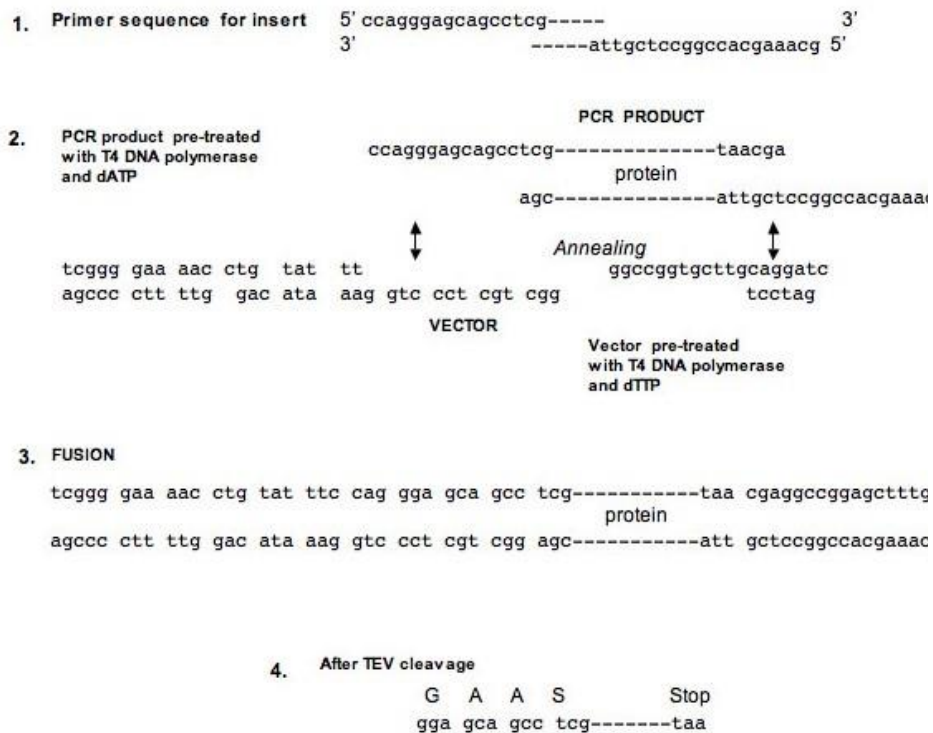 1. Primer sequence for insert 5' ccagggagcagcctcg----- 3'
3' -----attgctccggccacgaaacg 5'
2. PCR product pre-treated
with T4 DNA polymerase
and dATP
PCR PRODUCT
ccagggagcagcctcg--------------taacga
protein
agc--------------attgctccggccacgaaac
Annealing
tcggg gaa aac ctg tat tt ggccggtgcttgcaggatc
agccc ctt ttg gac ata aag gtc cct cgt cgg tcctag
VECTOR
Vector pre-treated
with T4 DNA polymerase
and dTTP
3. FUSION
tcggg gaa aac ctg tat ttc cag gga gca gcc tcg-----------taa cgaggccggagctttg
protein
agccc ctt ttg gac ata aag gtc cct cgt cgg agc-----------att gctccggccacgaaac
4. After TEV cleavage
G A A S Stop
gga gca gcc tcg-------taa